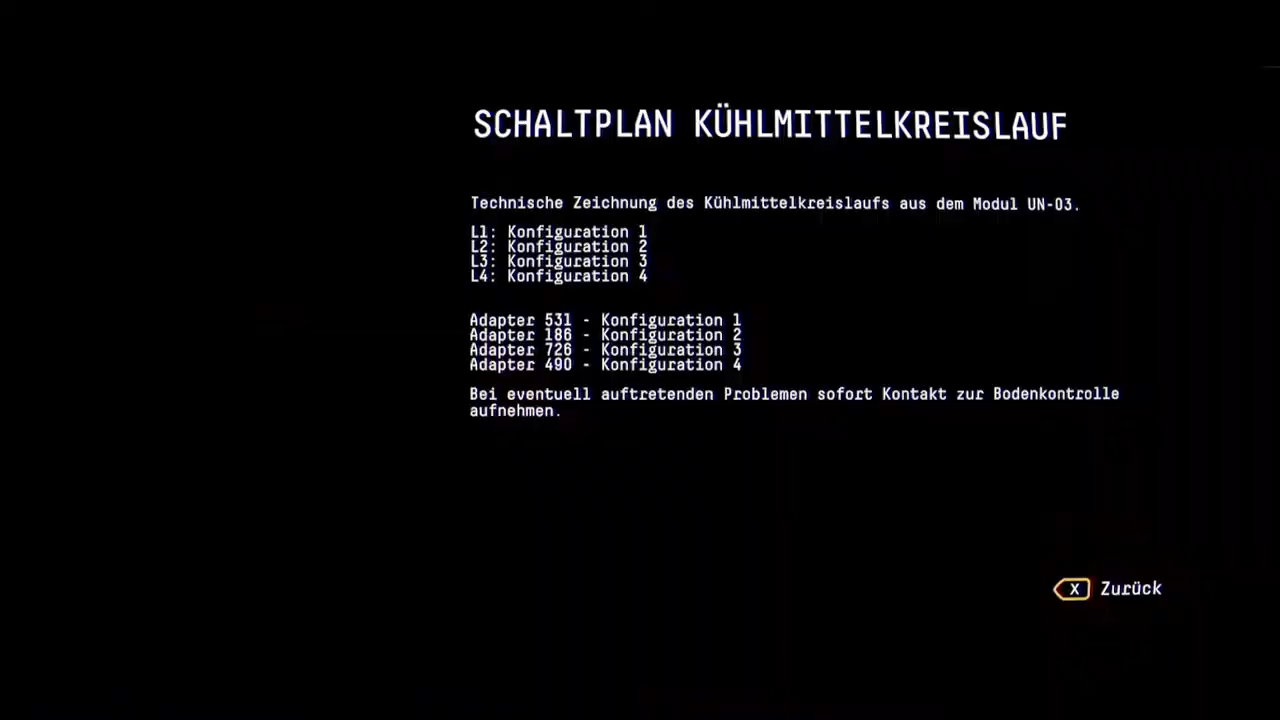 SCHALTPLAN KÜHLMITTELKREISLAUF
Technische Zeichnung des Kühlmittelkreislaufs aus dem Modul UN-03.
L1: Konfiguration 1
L2: Konfiguration 2
L3: Konfiguration 3
L4: Konfiguration 4
Adapter 531 - Konfiguration 1
Adapter 186 - Konfiguration 2
Adapter 726 - Konfiguration 3
Adapter 490 - Konfiguration 4
Bei eventuell auftretenden Problemen sofort Kontakt zur Bodenkontrolle
aufnehmen.
X Zurück